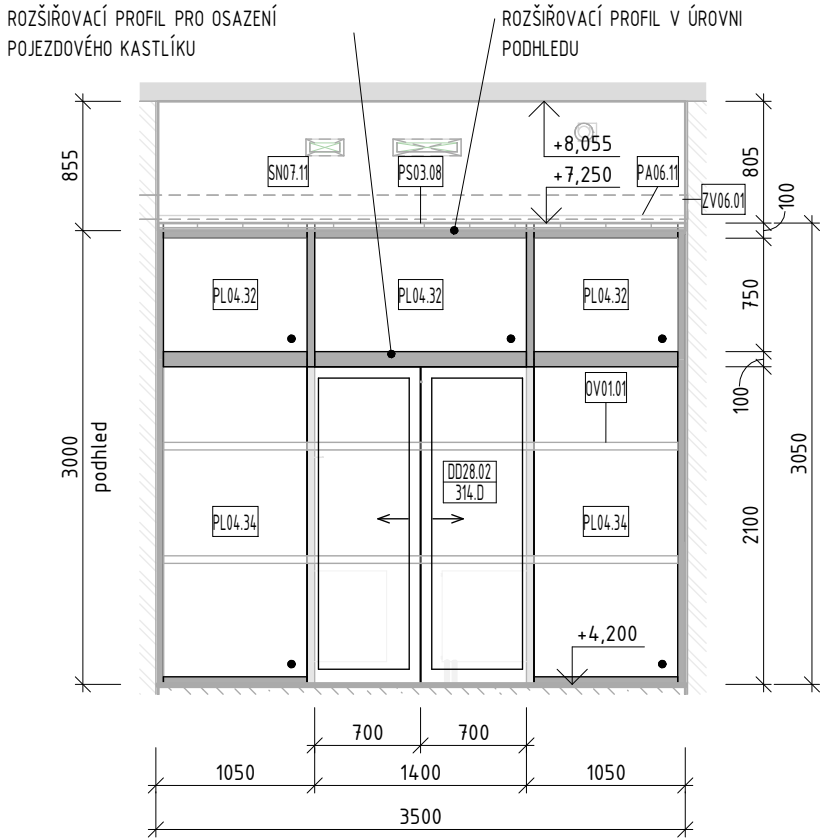 ROZŠIŘOVACÍ PROFIL PRO OSAZENÍ
POJEZDOVÉHO KASTLÍKU
ROZŠIŘOVACÍ PROFIL V ÚROVNI
PODHLEDU
855
+8,055
805
SN07.11
PS03.08
+7,250
PA06.11
ZV06.01
100
PL04.32
PL04.32
PL04.32
750
OV01.01
100
3000
podhled
DD28.02
314.D
3050
PL04.34
PL04.34
2100
+4,200
700
700
1050
1400
1050
3500